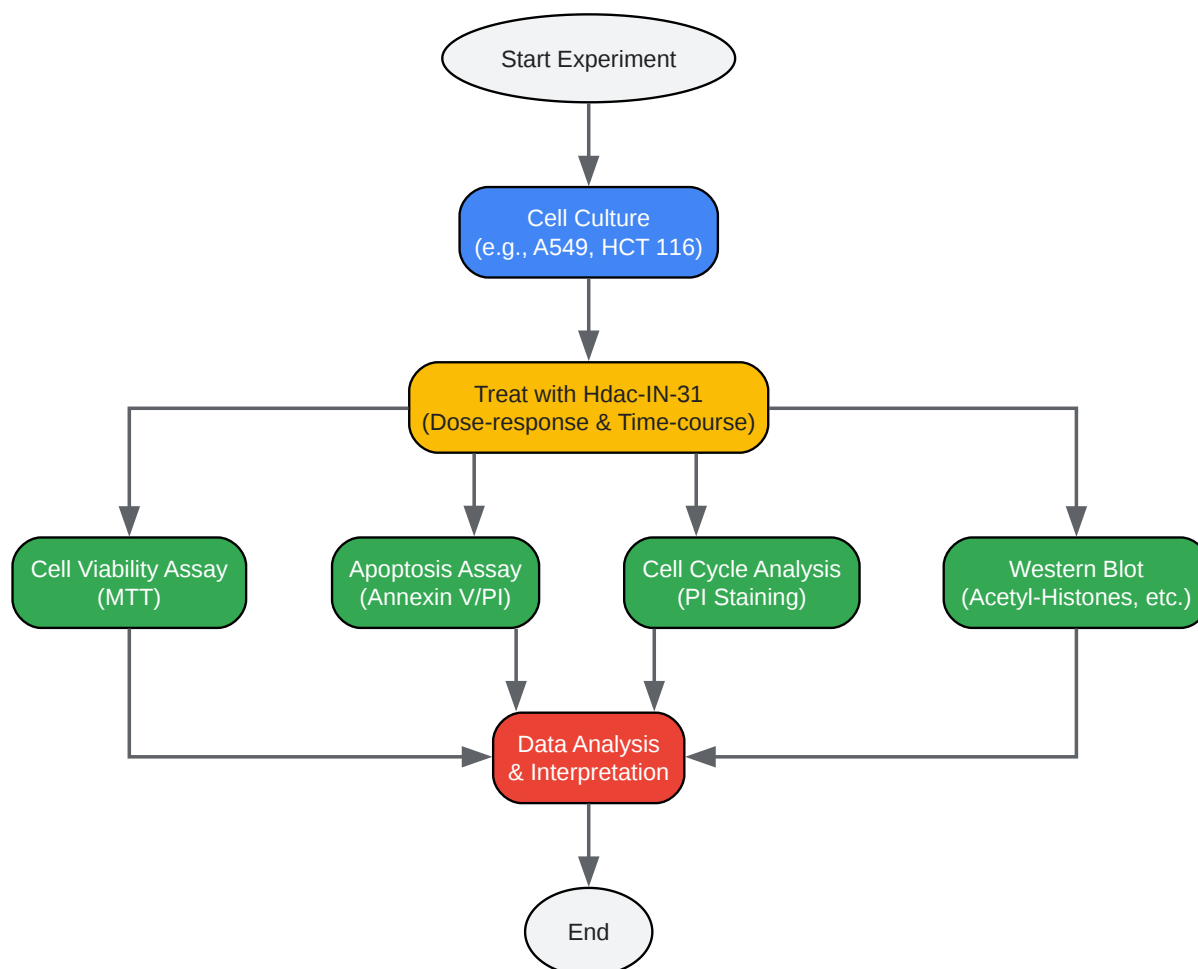 Start Experiment
Cell Culture
(e.g., A549, HCT 116)
Treat with Hdac-IN-31
(Dose-response & Time-course)
Cell Viability Assay
(MTT)
Apoptosis Assay
(Annexin V/PI)
Cell Cycle Analysis
(PI Staining)
Western Blot
(Acetyl-Histones, etc.)
Data Analysis
& Interpretation
End